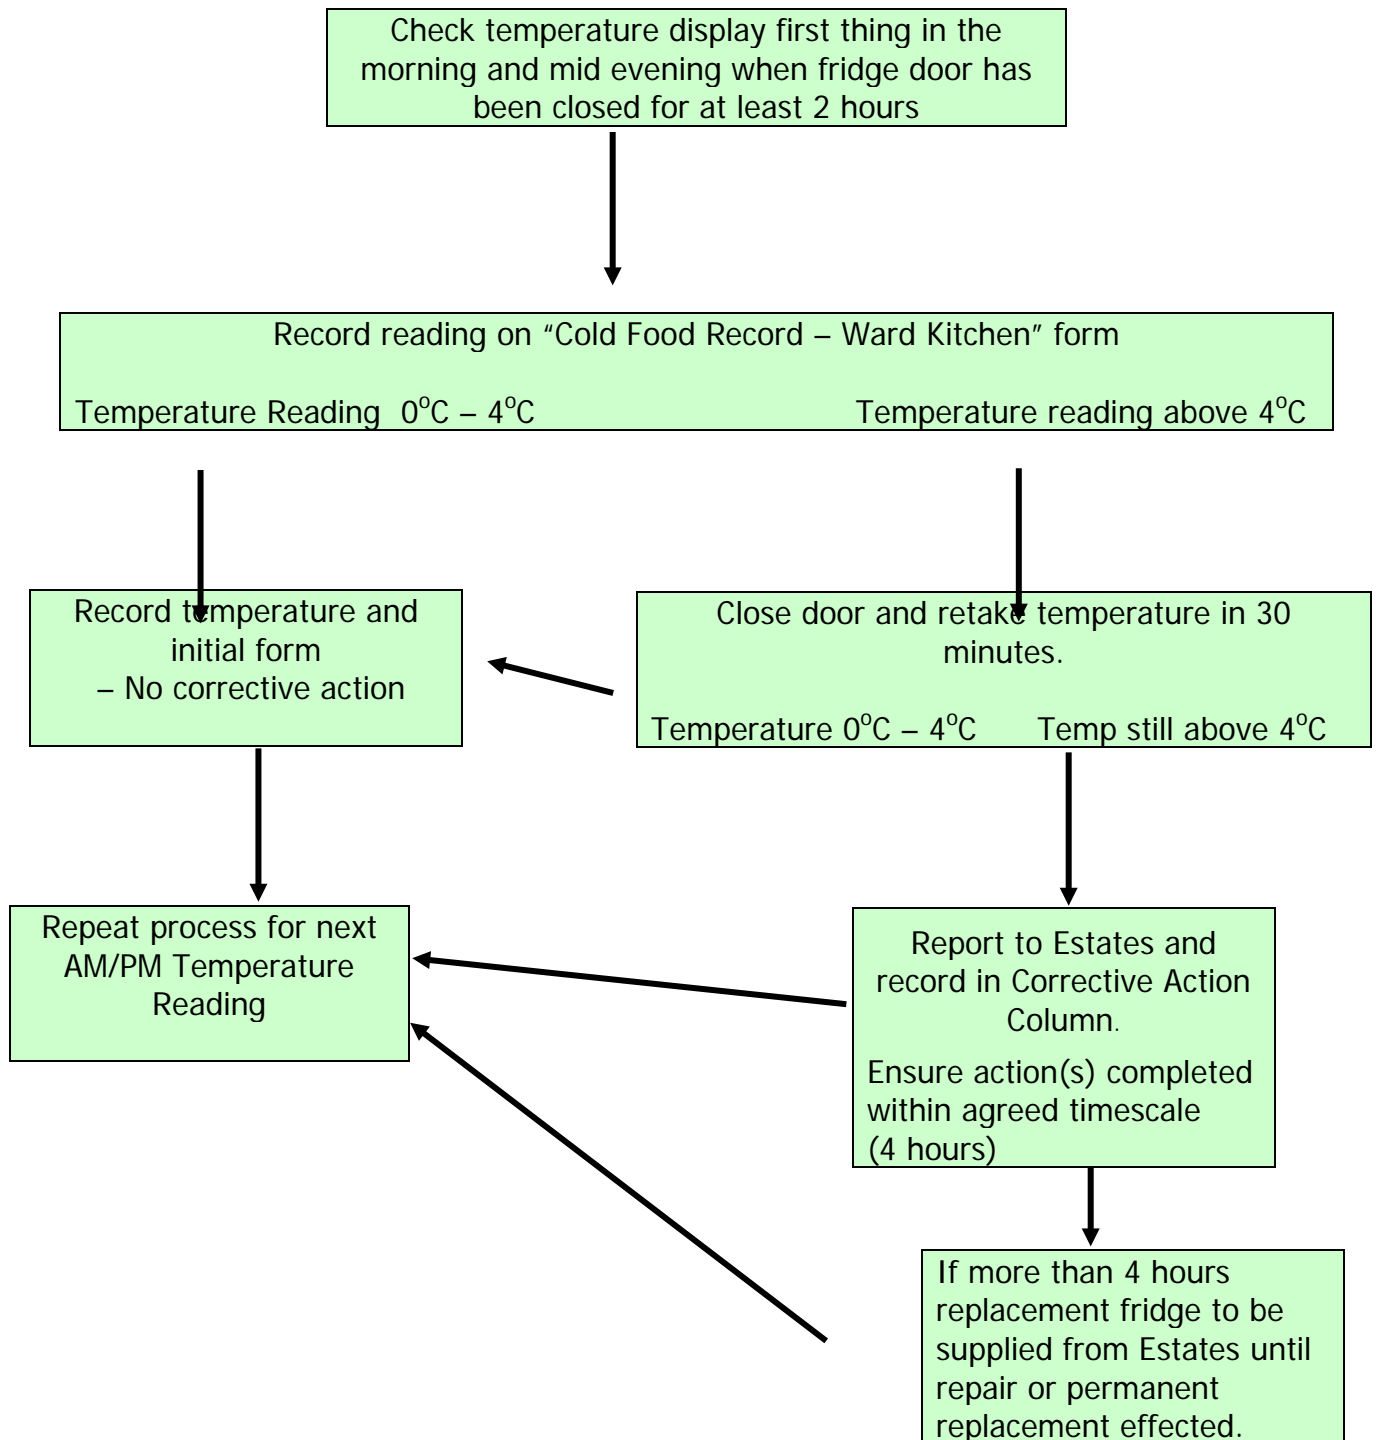 Check temperature display first thing in the
morning and mid evening when fridge door has
been closed for at least 2 hours
Record reading on “Cold Food Record – Ward Kitchen” form
Temperature Reading 0°C – 4°C Temperature reading above 4°C
Record temperature and
initial form
– No corrective action
Close door and retake temperature in 30
minutes.
Temperature 0°C – 4°C Temp still above 4°C
Repeat process for next
AM/PM Temperature
Reading
Report to Estates and
record in Corrective Action
Column.
Ensure action(s) completed
within agreed timescale
(4 hours)
If more than 4 hours
replacement fridge to be
supplied from Estates until
repair or permanent
replacement effected.